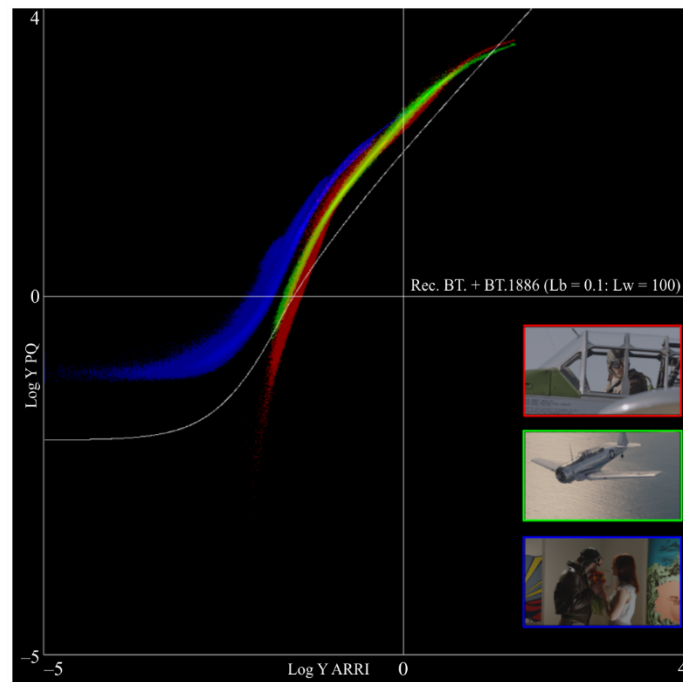 4
Rec. BT. + BT.1886 (Lb = 0.1: Lw = 100)
0
Log Y PQ
–5
–5
Log Y ARRI
0
4